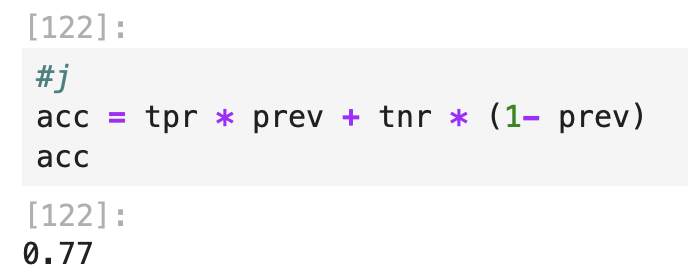 [122]:
#j
acc = tpr * prev + tnr * (1- prev)
acc
[122]:
0.77